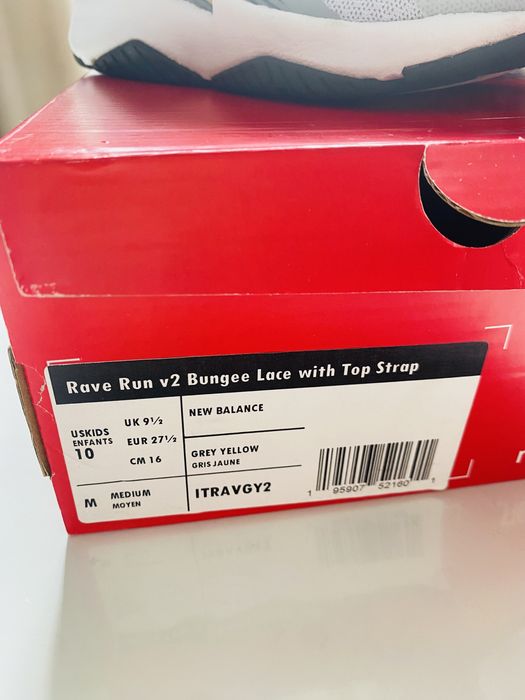 Rave Run v2 Bungee Lace with Top Strap
USKIDS
ENFANTS
10
UK 9½
EUR 27½
CM 16
M
MEDIUM
MOYEN
NEW BALANCE
GREY YELLOW
GRIS JAUNE
ITRAVGY2
1 95907 52160 1